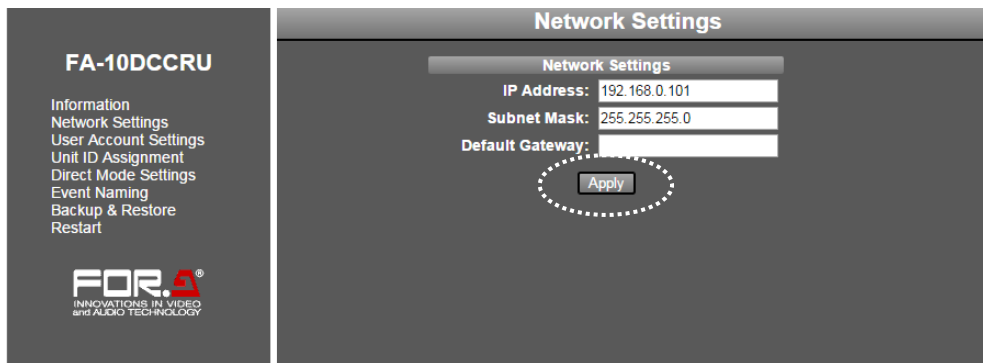 FA-10DCCRU
Information
Network Settings
User Account Settings
Unit ID Assignment
Direct Mode Settings
Event Naming
Backup & Restore
Restart
FOR.A®
INNOVATIONS IN VIDEO
and AUDIO TECHNOLOGY
Network Settings
Network Settings
IP Address: 192.168.0.101
Subnet Mask: 255.255.255.0
Default Gateway:
Apply